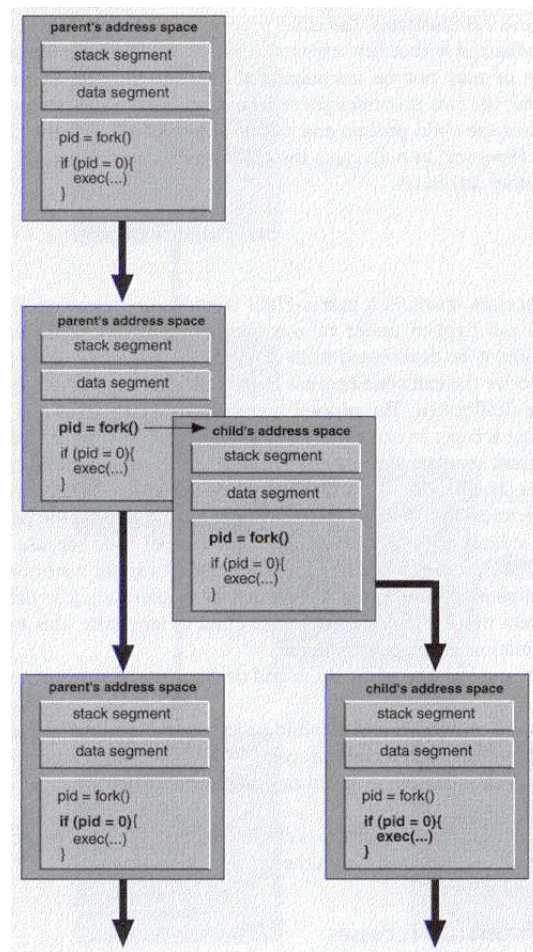 parent's address space
stack segment
data segment
pid = fork()
if (pid = 0){
exec(...)
}
parent's address space
stack segment
data segment
pid = fork()
if (pid = 0){
exec(...)
}
child's address space
stack segment
data segment
pid = fork()
if (pid = 0){
exec(...)
}
parent's address space
stack segment
data segment
pid = fork()
if (pid = 0){
exec(...)
}
child's address space
stack segment
data segment
pid = fork()
if (pid = 0){
exec(...)
}